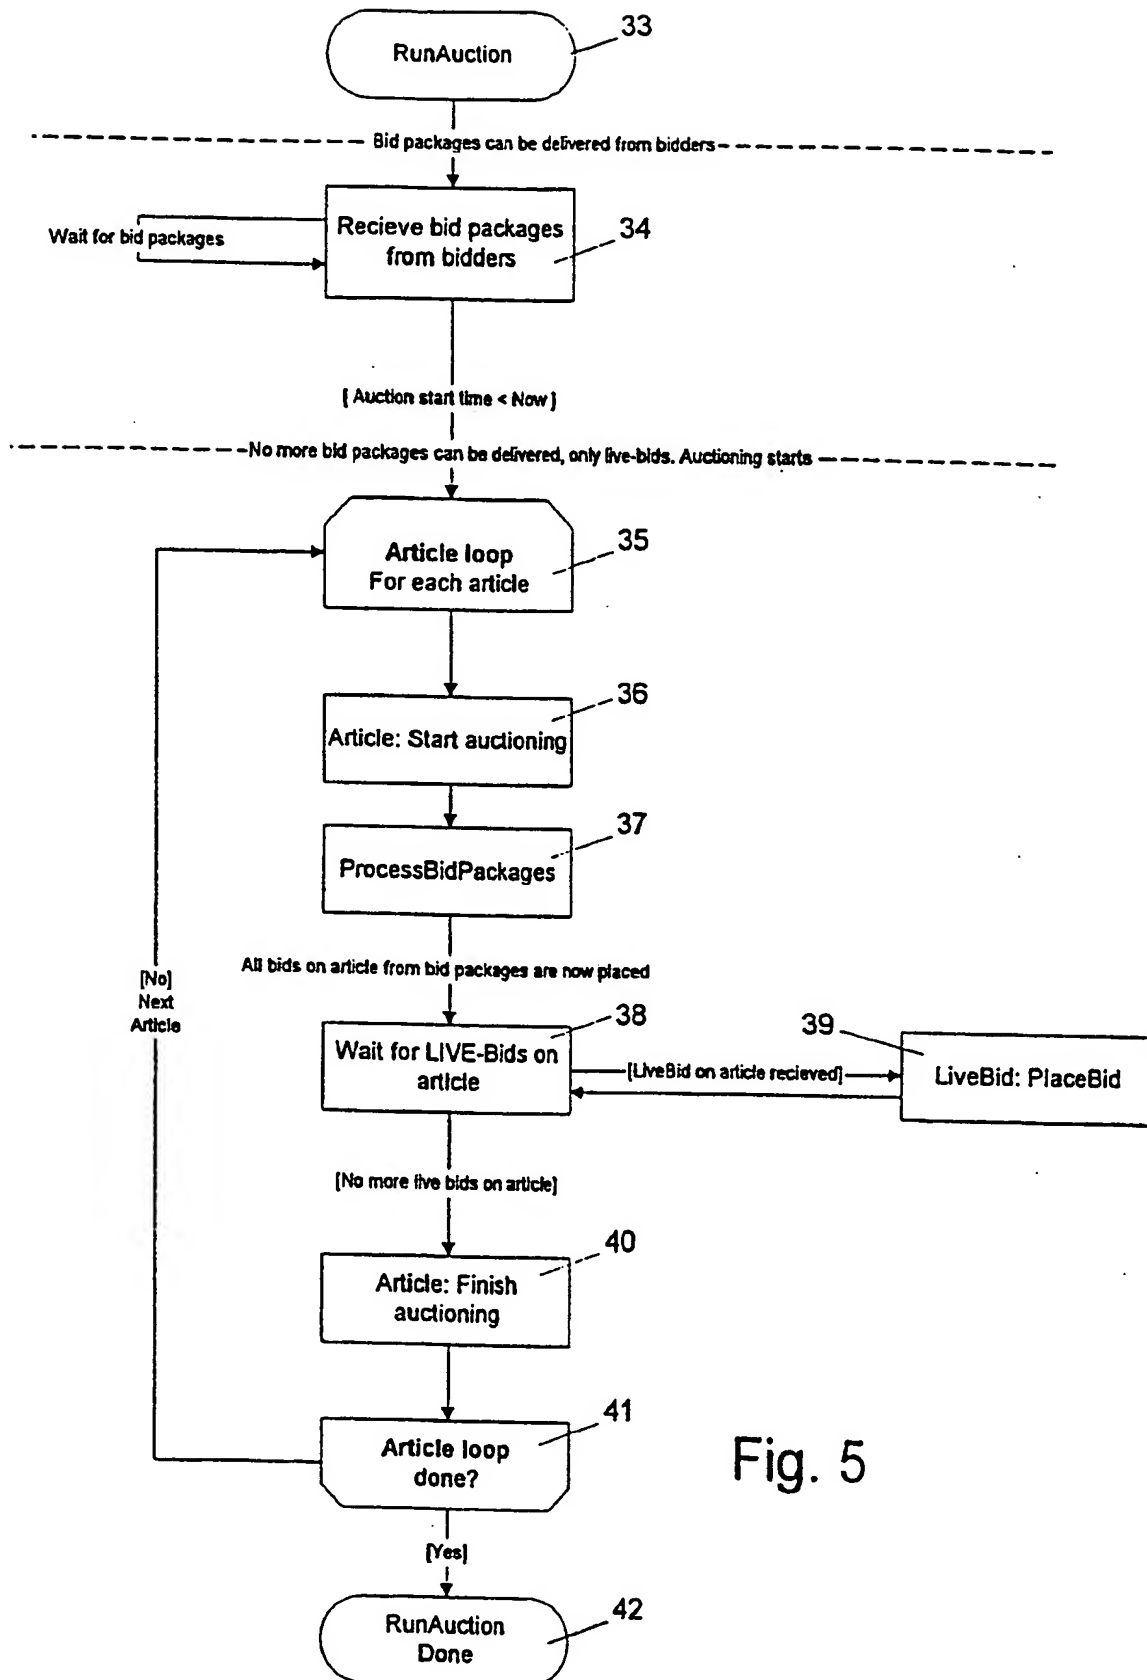 33
RunAuction
Bid packages can be delivered from bidders
Recieve bid packages
from bidders
34
Wait for bid packages
[ Auction start time < Now ]
No more bid packages can be delivered, only live-bids. Auctioning starts
35
Article loop
For each article
36
Article: Start auctioning
37
ProcessBidPackages
All bids on article from bid packages are now placed
[No]
Next
Article
38
Wait for LIVE-Bids on
article
[LiveBid on article recieved]
39
LiveBid: PlaceBid
[No more live bids on article]
40
Article: Finish
auctioning
41
Article loop
done?
Fig. 5
[Yes]
42
RunAuction
Done